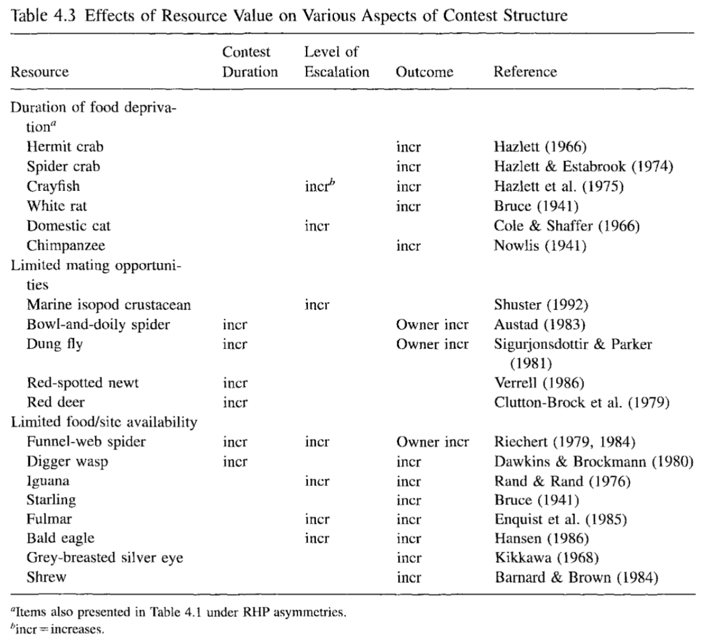 Table 4.3 Effects of Resource Value on Various Aspects of Contest Structure
Contest Level of
Resource Duration Escalation Outcome Reference
Duration of food depriva-
tionᵃ
Hermit crab incr Hazlett (1966)
Spider crab incr Hazlett & Estabrook (1974)
Crayfish incrᵇ incr Hazlett et al. (1975)
White rat incr Bruce (1941)
Domestic cat incr Cole & Shaffer (1966)
Chimpanzee incr Nowlis (1941)
Limited mating opportuni-
ties
Marine isopod crustacean incr Shuster (1992)
Bowl-and-doily spider incr Owner incr Austad (1983)
Dung fly incr Owner incr Sigurjonsdottir & Parker
(1981)
Red-spotted newt incr Verrell (1986)
Red deer incr Clutton-Brock et al. (1979)
Limited food/site availability
Funnel-web spider incr incr Owner incr Riechert (1979, 1984)
Digger wasp incr incr Dawkins & Brockmann (1980)
Iguana incr incr Rand & Rand (1976)
Starling incr Bruce (1941)
Fulmar incr incr Enquist et al. (1985)
Bald eagle incr incr Hansen (1986)
Grey-breasted silver eye incr Kikkawa (1968)
Shrew incr Barnard & Brown (1984)
ᵃItems also presented in Table 4.1 under RHP asymmetries.
ᵇincr = increases.